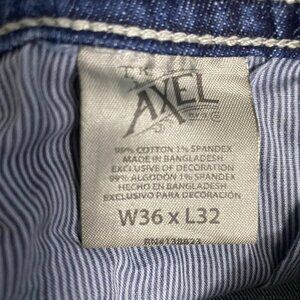 AXEL
99% COTTON 1% SPANDEX
MADE IN BANGLADESH
EXCLUSIVE OF DECORATION
99% ALGODÓN 1% SPANDEX
HECHO EN BANGLADESH
EXCLUSIVO PARA DECORACIÓN
W36 x L32